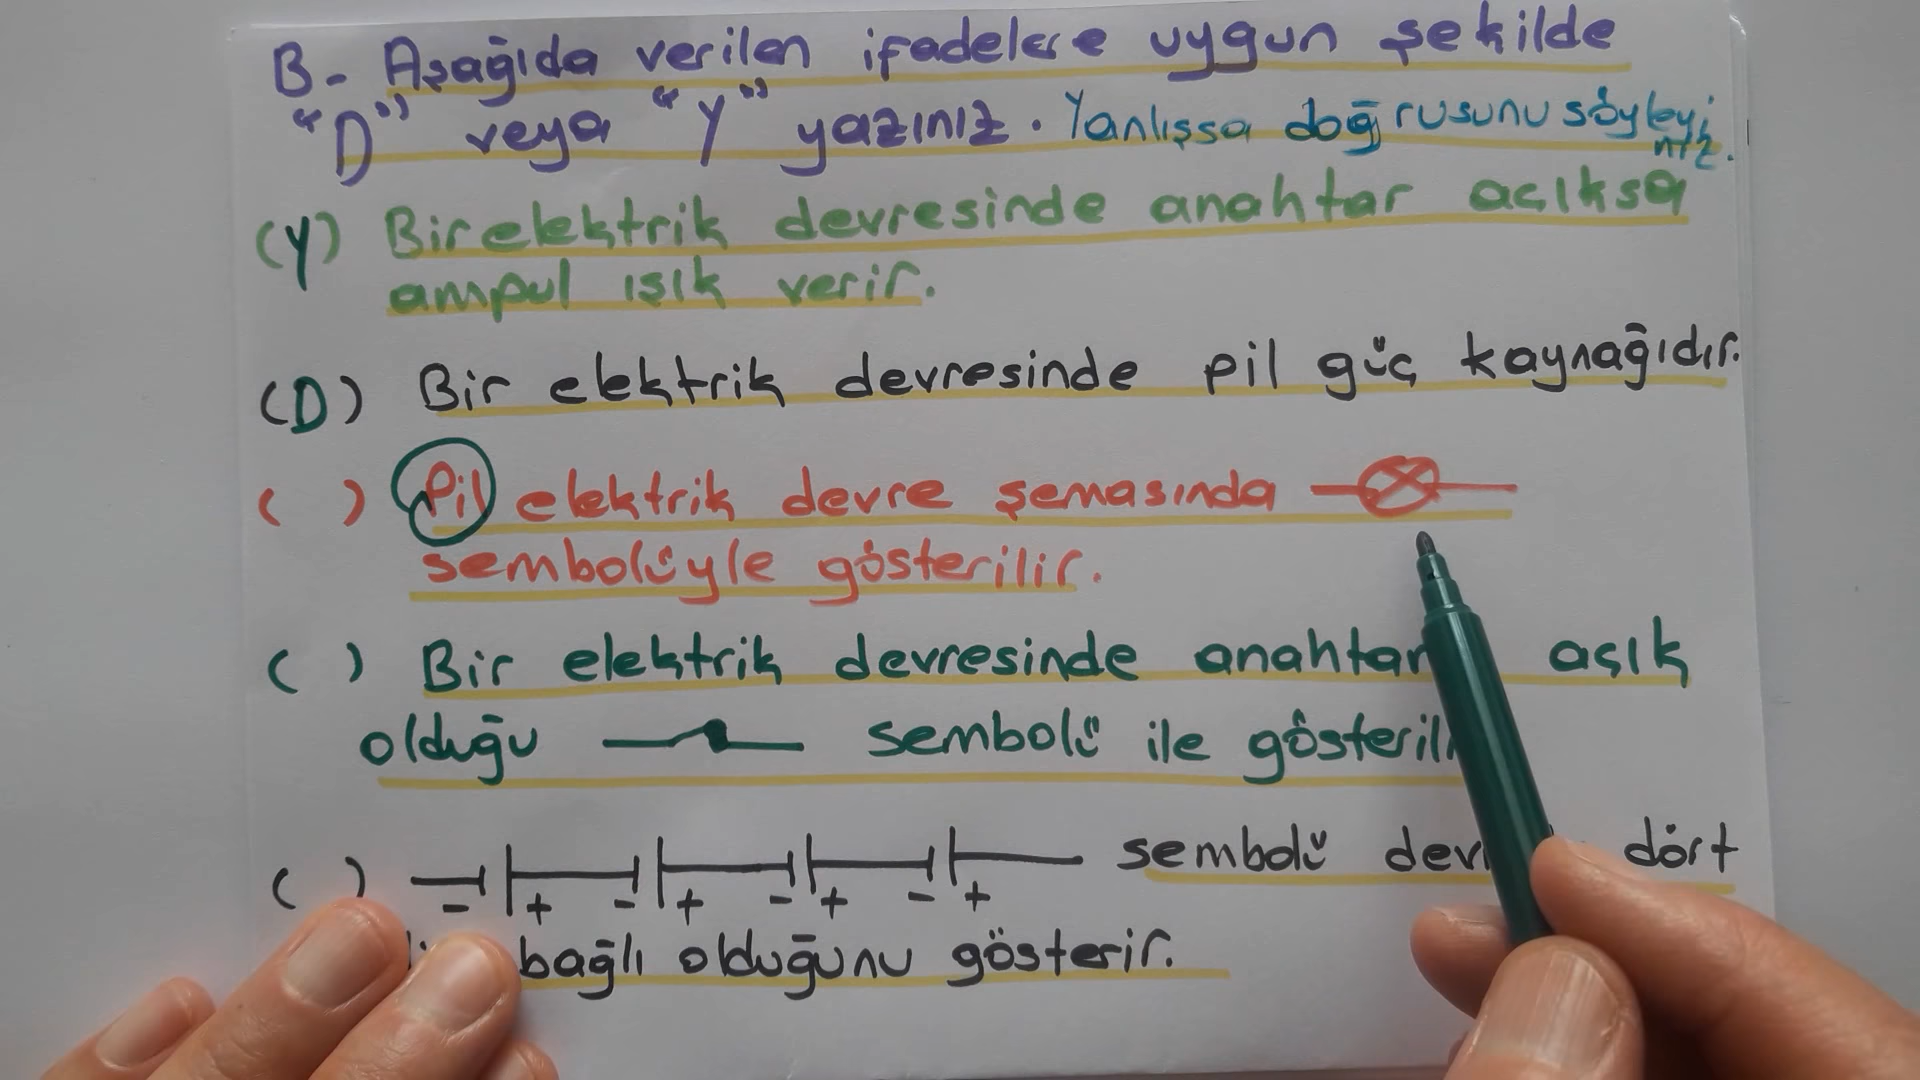 B- Aşağıda verilen ifadelere uygun şekilde
"D" veya "Y" yazınız. Yanlışsa doğrusunu söyleyi
niz.
(Y) Bir elektrik devresinde anahtar açıksa
ampul ışık verir.
(D) Bir elektrik devresinde pil güç kaynağıdır.
( ) Pil elektrik devre şemasında
sembolüyle gösterilir.
( ) Bir elektrik devresinde anahtar açık
olduğu sembolü ile
( ) - + - + - + - + sembolü dört
bağlı olduğunu gösterir.